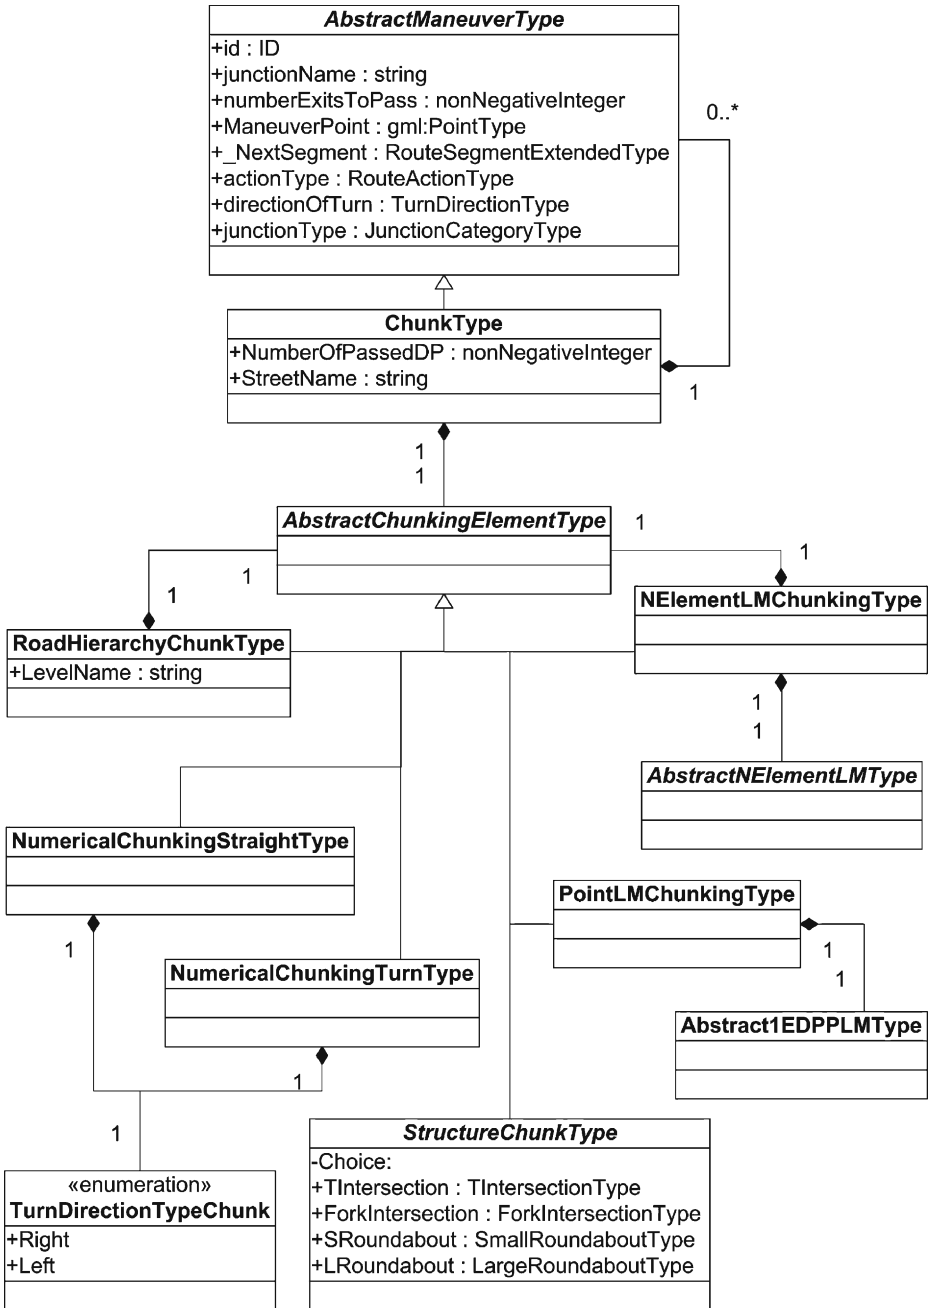 AbstractManeuverType
+id : ID
+junctionName : string
+numberExitsToPass : nonNegativeInteger
+ManeuverPoint : gml:PointType
+_NextSegment : RouteSegmentExtendedType
+actionType : RouteActionType
+directionOfTurn : TurnDirectionType
+junctionType : JunctionCategoryType
0..*
ChunkType
+NumberOfPassedDP : nonNegativeInteger
+StreetName : string
1
1
1
AbstractChunkingElementType
1
1
1
1
NElementLMChunkingType
RoadHierarchyChunkType
+LevelName : string
1
1
AbstractNElementLMType
NumericalChunkingStraightType
1
PointLMChunkingType
1
1
NumericalChunkingTurnType
1
Abstract1EDPPLMType
1
«enumeration»
TurnDirectionTypeChunk
+Right
+Left
StructureChunkType
-Choice:
+TIntersection : TIntersectionType
+ForkIntersection : ForkIntersectionType
+SRoundabout : SmallRoundaboutType
+LRoundabout : LargeRoundaboutType